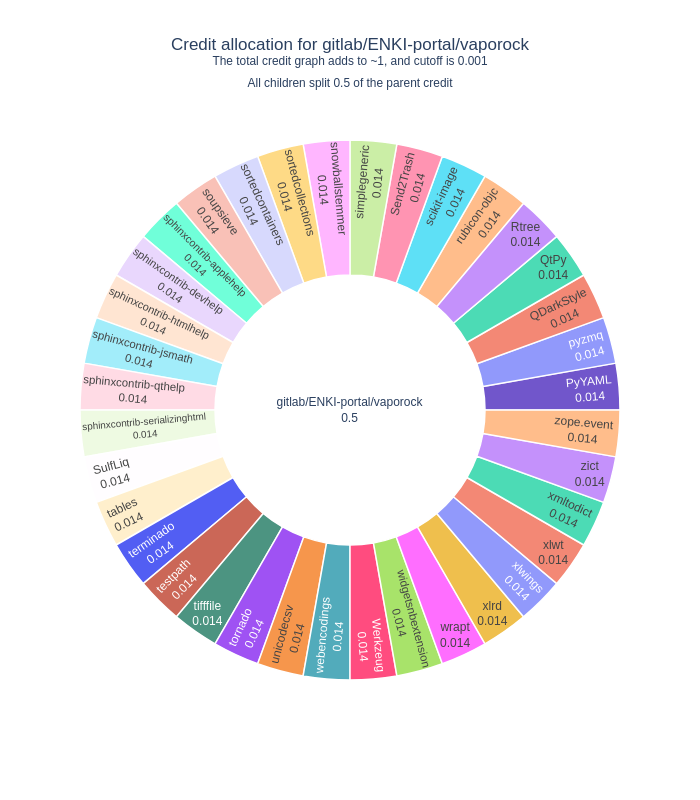 Credit allocation for gitlab/ENKI-portal/vaporock
The total credit graph adds to ~1, and cutoff is 0.001
All children split 0.5 of the parent credit
gitlab/ENKI-portal/vaporock
0.5
PyYAML
0.014
pyzmq
0.014
QDarkStyle
0.014
QtPy
0.014
Rtree
0.014
rubicon-objc
0.014
scikit-image
0.014
Send2Trash
0.014
simplegeneric
0.014
snowballstemmer
0.014
sortedcollections
0.014
sortedcontainers
0.014
soupsieve
0.014
sphinxcontrib-applehelp
0.014
sphinxcontrib-devhelp
0.014
sphinxcontrib-htmlhelp
0.014
sphinxcontrib-jsmath
0.014
sphinxcontrib-qthelp
0.014
sphinxcontrib-serializinghtml
0.014
SulfLiq
0.014
tables
0.014
terminado
0.014
testpath
0.014
tifffile
0.014
tornado
0.014
unicodecsv
0.014
webencodings
0.014
Werkzeug
0.014
widgetsnbextension
0.014
wrapt
0.014
xlrd
0.014
xlwings
0.014
xlwt
0.014
xmltodict
0.014
zict
0.014
zope.event
0.014